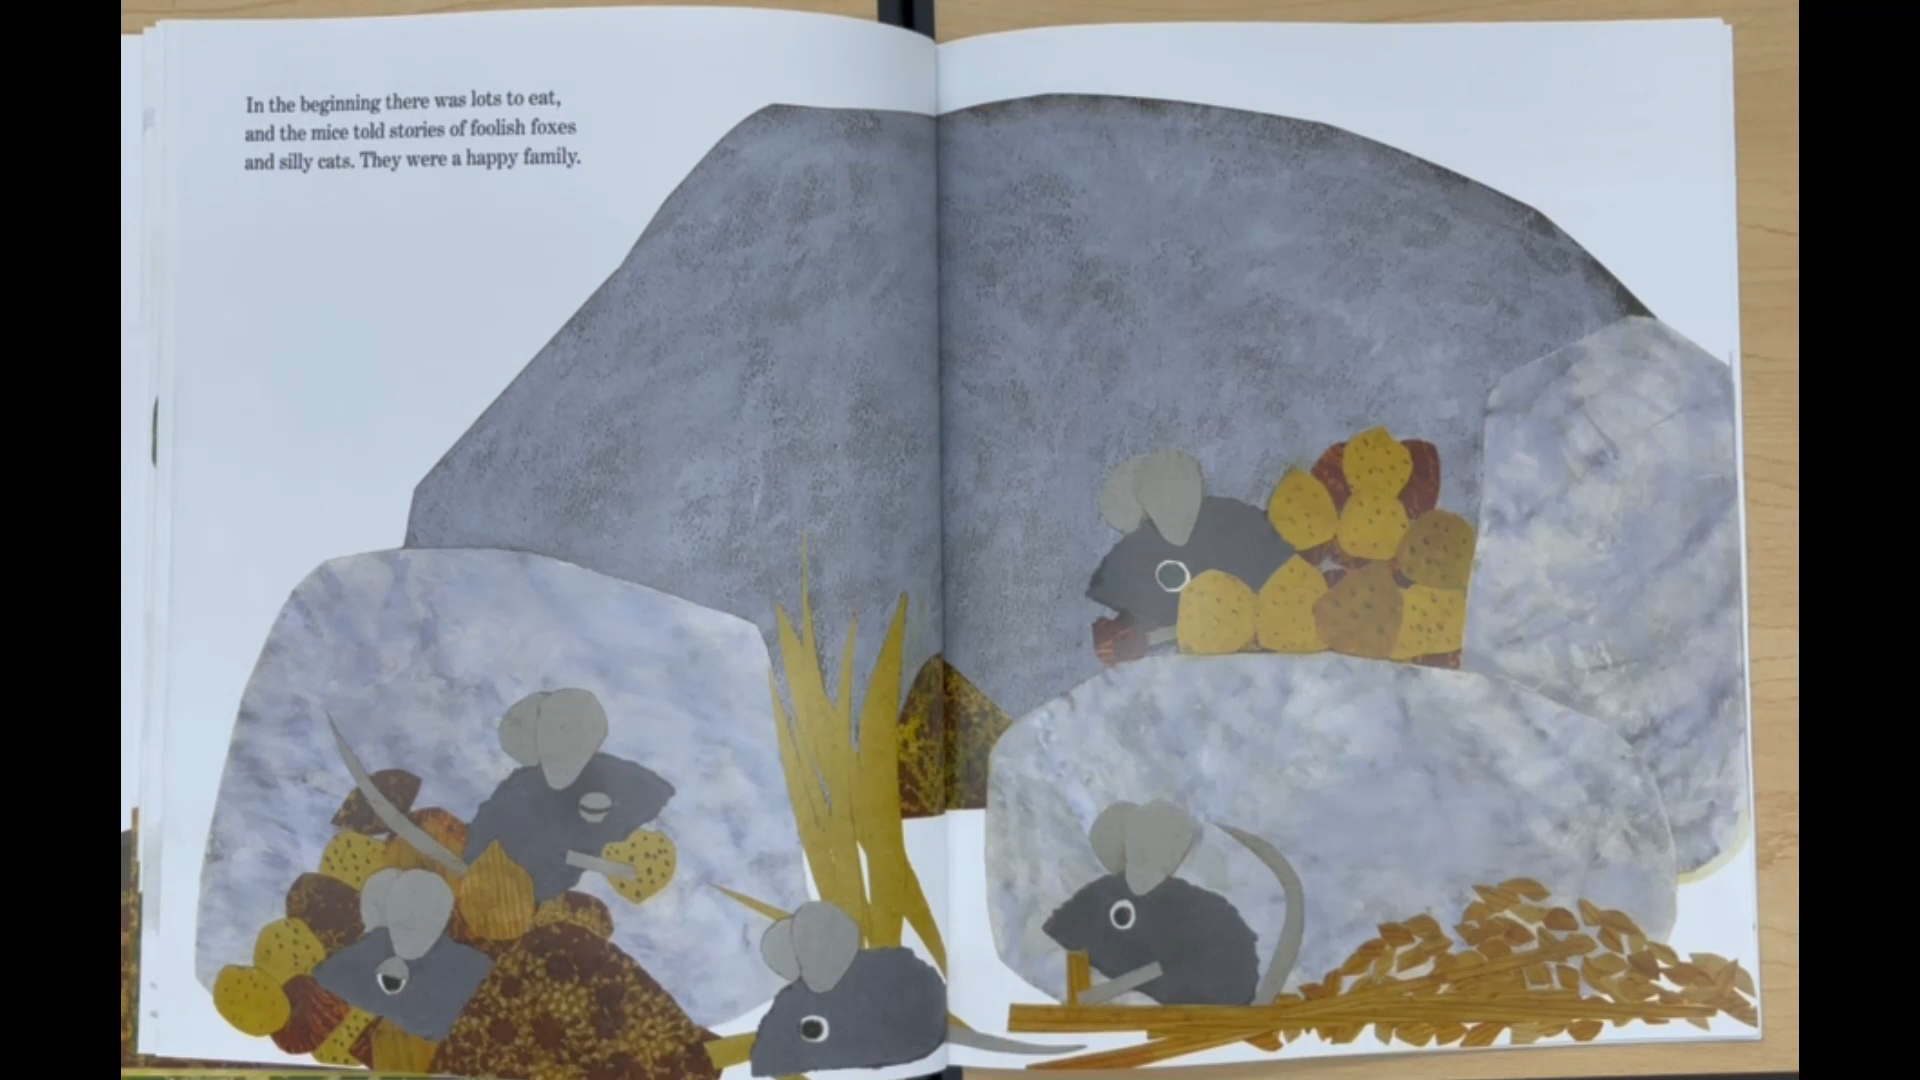 In the beginning there was lots to eat,
and the mice told stories of foolish foxes
and silly cats. They were a happy family.